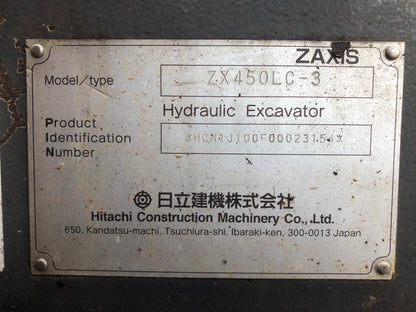 ZAXIS
Model/type ZX450LC-3
Hydraulic Excavator
Product
Identification
Number *HCM1J100E00023154*
日立建機株式会社
Hitachi Construction Machinery Co., Ltd.
650, Kandatsu-machi, Tsuchiura-shi, Ibaraki-ken, 300-0013 Japan